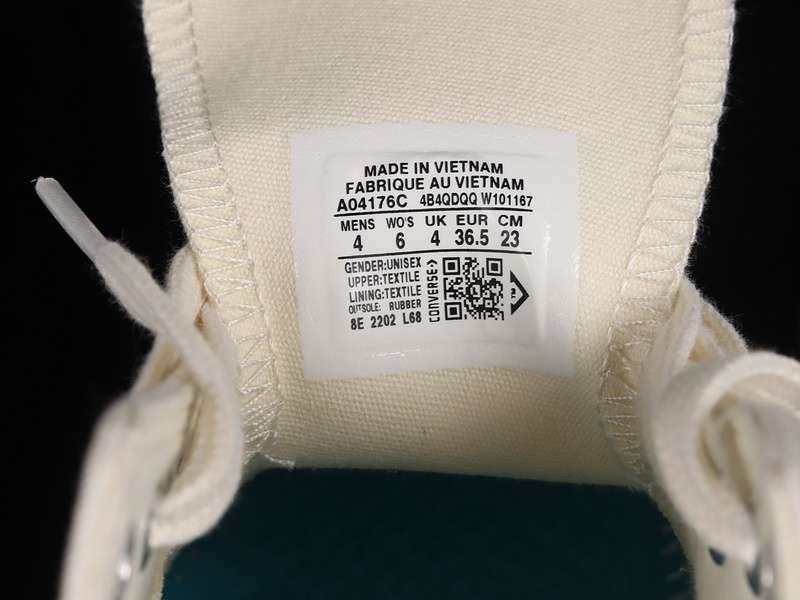 MADE IN VIETNAM
FABRIQUE AU VIETNAM
A04176C 4B4QDQQ W101167
MENS WO'S UK EUR CM
4 6 4 36.5 23
GENDER:UNISEX
UPPER:TEXTILE
LINING:TEXTILE
OUTSOLE: RUBBER
8E 2202 L68
CONVERSE
TM